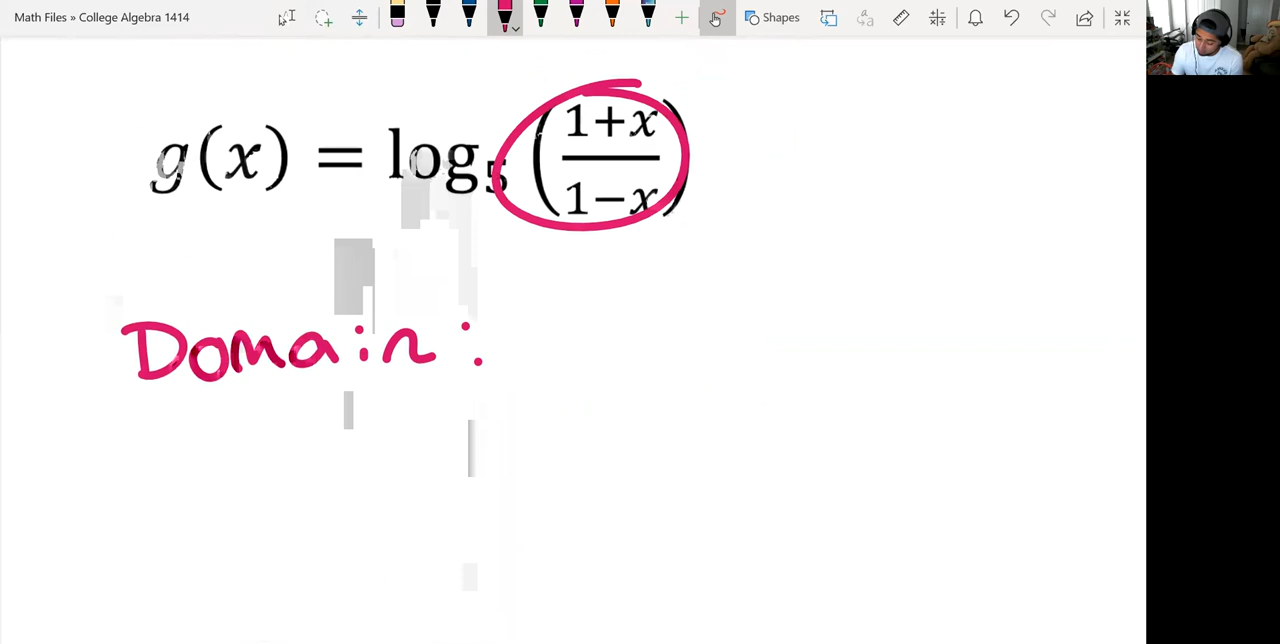 Math Files » College Algebra 1414
Shapes
g(x) = log₅ ((1+x)/(1−x))
Domain :